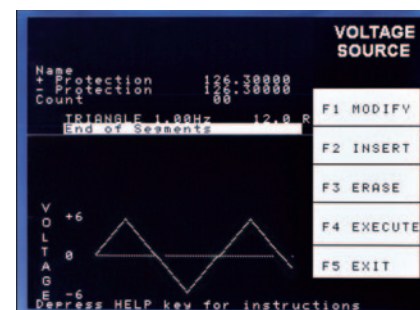 VOLTAGE
SOURCE
Name
+ Protection 126.30000
- Protection 126.30000
Count 00
TRIANGLE 1.00Hz 12.0 R
End of Segments
F1 MODIFY
F2 INSERT
F3 ERASE
F4 EXECUTE
F5 EXIT
VOLTAGE
+6
0
-6
Depress HELP key for instructions